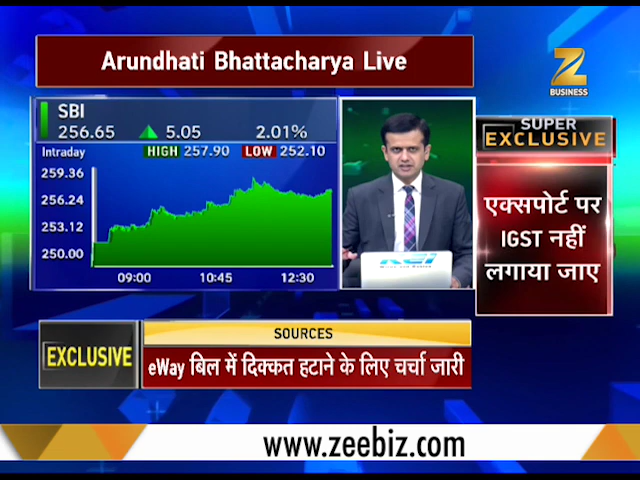 Arundhati Bhattacharya Live
Z
BUSINESS
SBI
256.65 5.05 2.01%
Intraday HIGH 257.90 LOW 252.10
259.36
256.24
253.12
250.00
09:00 10:45 12:30
SUPER
EXCLUSIVE
एक्सपोर्ट पर
IGST नहीं
लगाया जाए
EXCLUSIVE
SOURCES
eWay बिल में दिक्कत हटाने के लिए चर्चा जारी
www.zeebiz.com